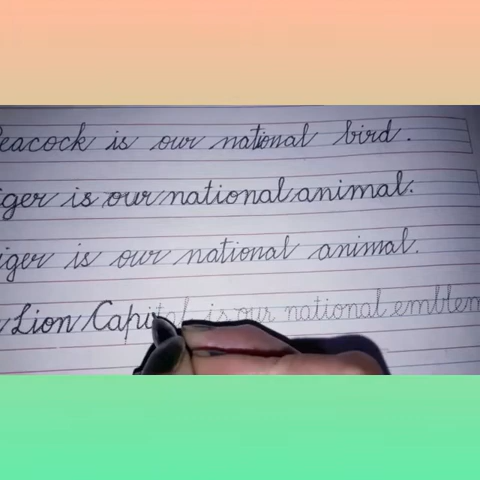 Peacock is our national bird.
Tiger is our national animal.
Tiger is our national animal.
Lion Capital is our national emblem